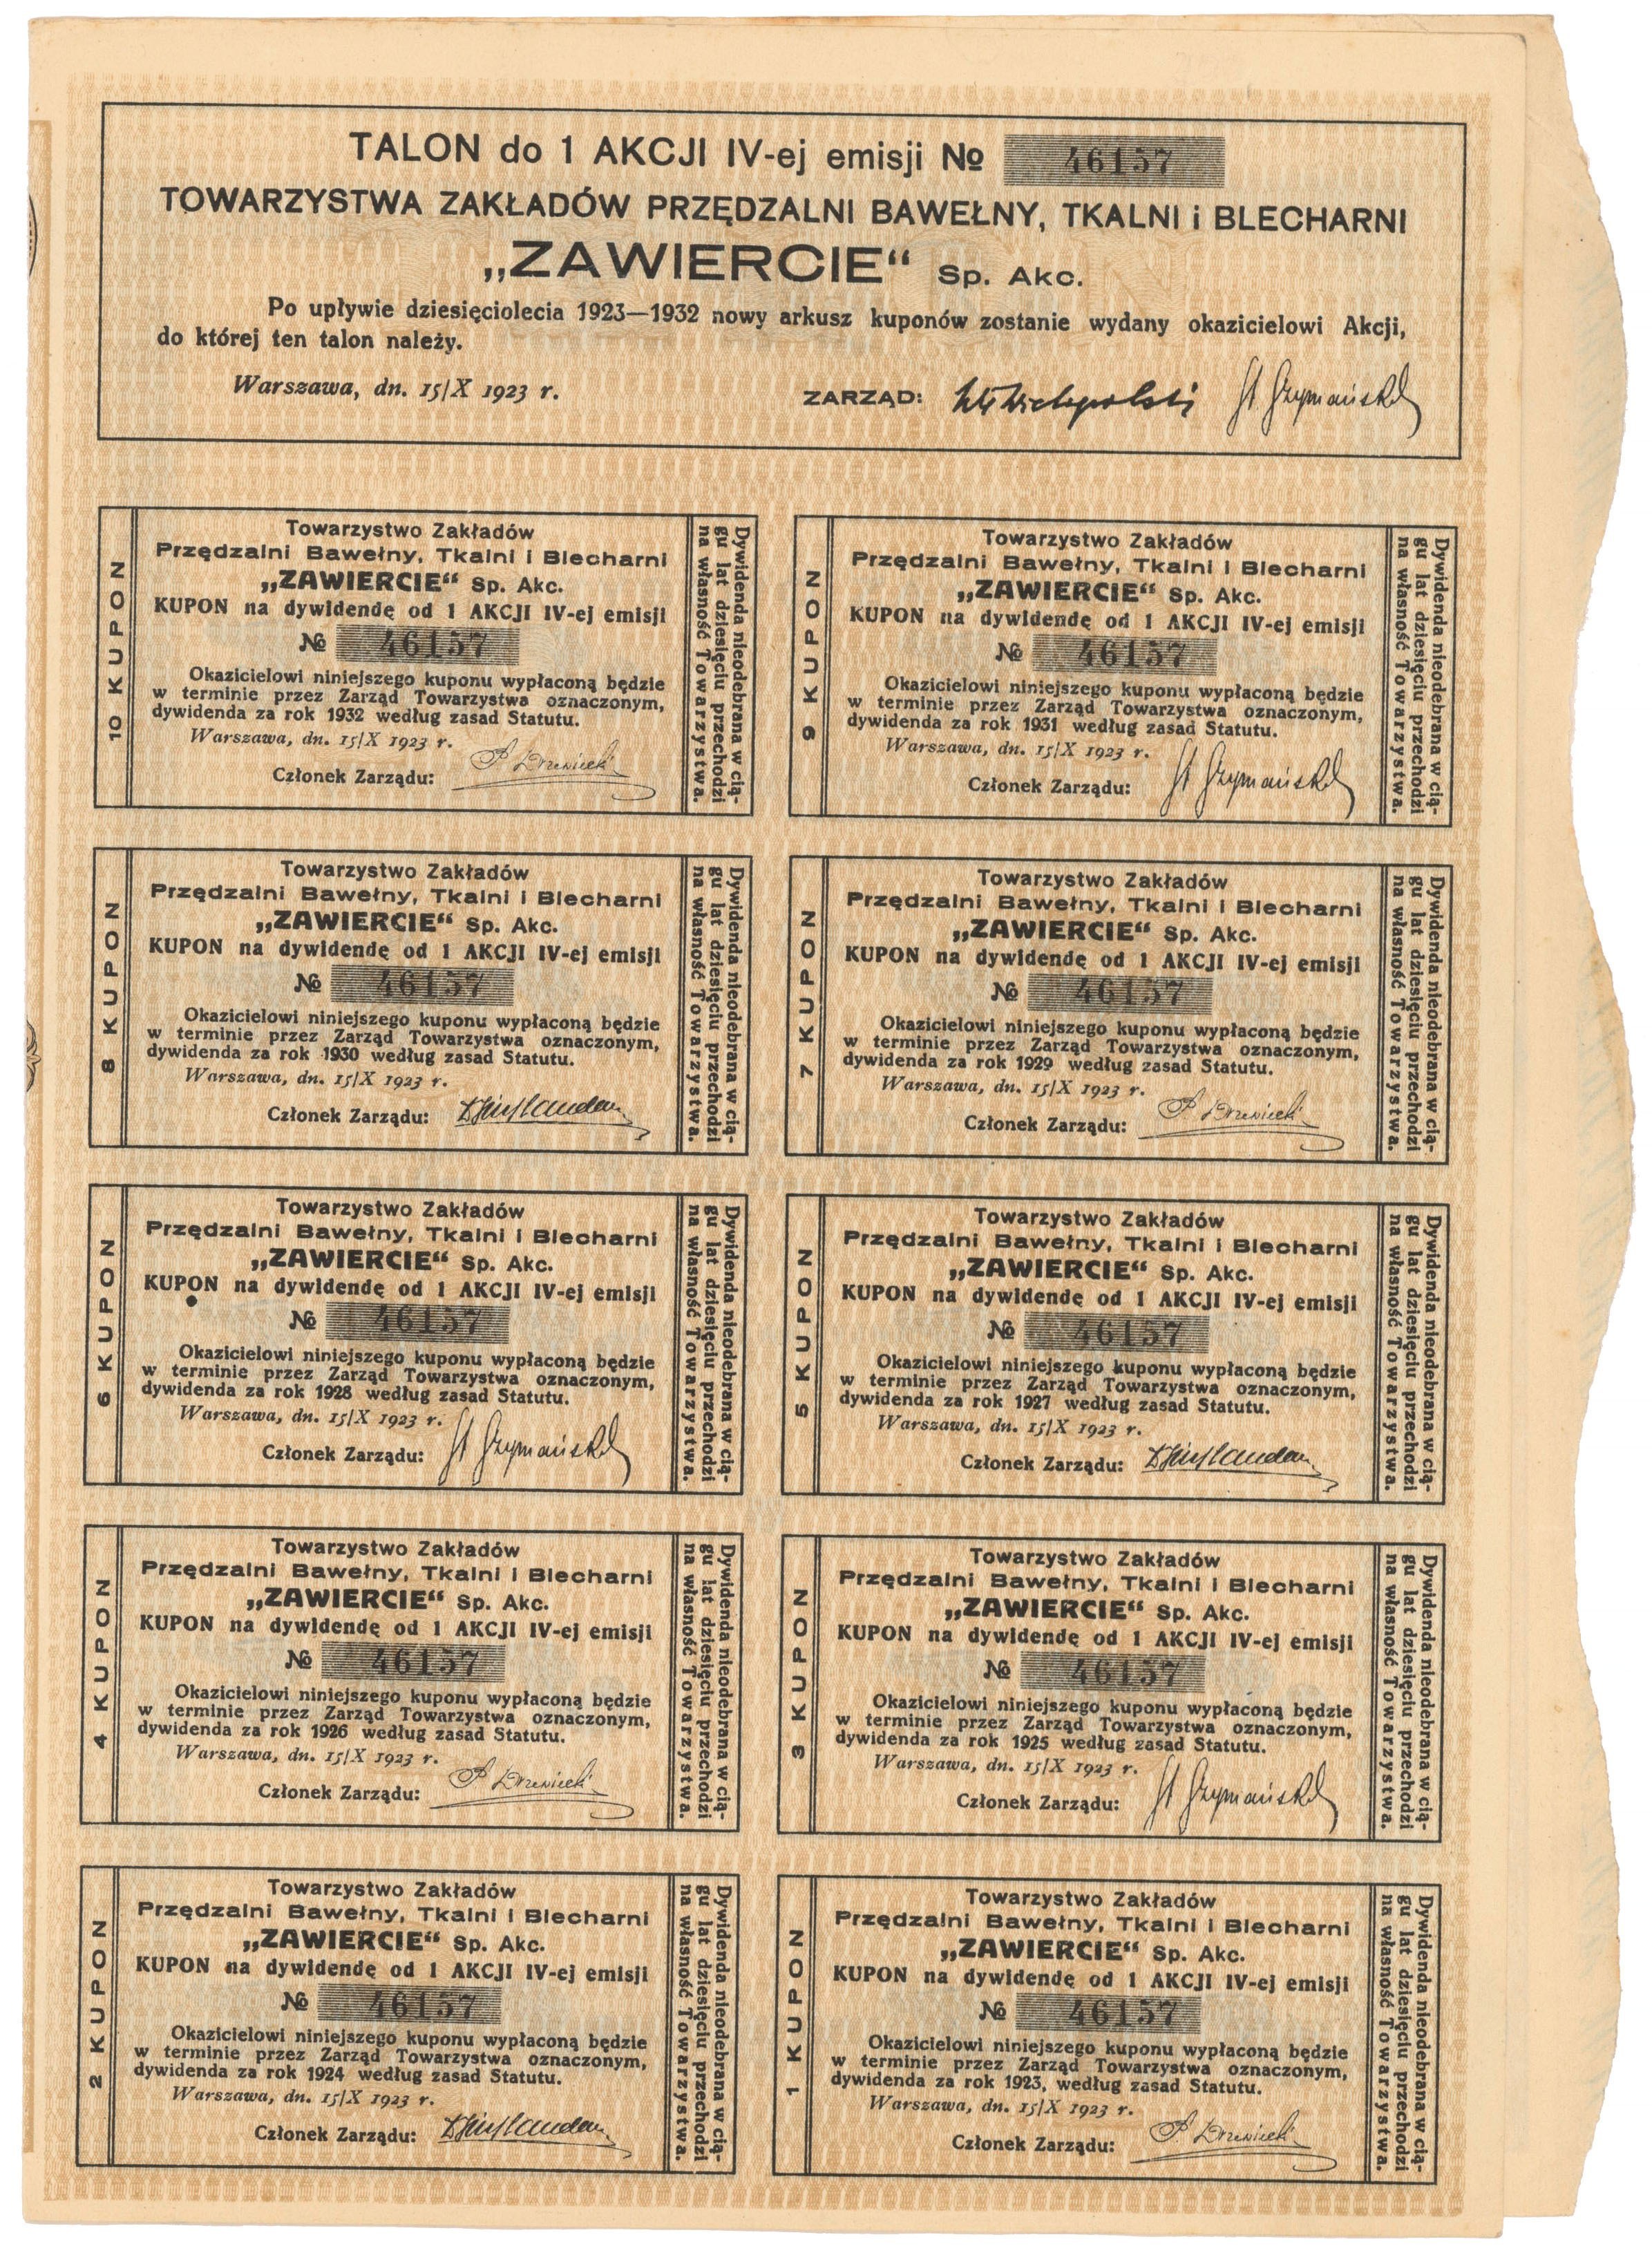 TALON do 1 AKCJI IV-ej emisji № 46157
TOWARZYSTWA ZAKŁADÓW PRZĘDZALNI BAWEŁNY, TKALNI i BLECHARNI
„ZAWIERCIE“ Sp. Akc.
Po upływie dziesięciolecia 1923—1932 nowy arkusz kuponów zostanie wydany okazicielowi Akcji,
do której ten talon należy.
Warszawa, dn. 15/X 1923 r.
ZARZĄD: Wielopolski St Szymański
10 KUPON
Towarzystwo Zakładów
Przędzalni Bawełny, Tkalni i Blecharni
„ZAWIERCIE“ Sp. Akc.
KUPON na dywidendę od 1 AKCJI IV-ej emisji
№ 46157
Okazicielowi niniejszego kuponu wypłaconą będzie
w terminie przez Zarząd Towarzystwa oznaczonym,
dywidenda za rok 1932 według zasad Statutu.
Warszawa, dn. 15/X 1923 r.
Członek Zarządu: P. Drzewiecki
Dywidenda nieodebrana w cią-
gu lat dziesięciu przechodzi
na własność Towarzystwa.
9 KUPON
Towarzystwo Zakładów
Przędzalni Bawełny, Tkalni i Blecharni
„ZAWIERCIE“ Sp. Akc.
KUPON na dywidendę od 1 AKCJI IV-ej emisji
№ 46157
Okazicielowi niniejszego kuponu wypłaconą będzie
w terminie przez Zarząd Towarzystwa oznaczonym,
dywidenda za rok 1931 według zasad Statutu.
Warszawa, dn. 15/X 1923 r.
Członek Zarządu: St Szymański
Dywidenda nieodebrana w cią-
gu lat dziesięciu przechodzi
na własność Towarzystwa.
8 KUPON
Towarzystwo Zakładów
Przędzalni Bawełny, Tkalni i Blecharni
„ZAWIERCIE“ Sp. Akc.
KUPON na dywidendę od 1 AKCJI IV-ej emisji
№ 46157
Okazicielowi niniejszego kuponu wypłaconą będzie
w terminie przez Zarząd Towarzystwa oznaczonym,
dywidenda za rok 1930 według zasad Statutu.
Warszawa, dn. 15/X 1923 r.
Członek Zarządu:
Dywidenda nieodebrana w cią-
gu lat dziesięciu przechodzi
na własność Towarzystwa.
7 KUPON
Towarzystwo Zakładów
Przędzalni Bawełny, Tkalni i Blecharni
„ZAWIERCIE“ Sp. Akc.
KUPON na dywidendę od 1 AKCJI IV-ej emisji
№ 46157
Okazicielowi niniejszego kuponu wypłaconą będzie
w terminie przez Zarząd Towarzystwa oznaczonym,
dywidenda za rok 1929 według zasad Statutu.
Warszawa, dn. 15/X 1923 r.
Członek Zarządu: P. Drzewiecki
Dywidenda nieodebrana w cią-
gu lat dziesięciu przechodzi
na własność Towarzystwa.
6 KUPON
Towarzystwo Zakładów
Przędzalni Bawełny, Tkalni i Blecharni
„ZAWIERCIE“ Sp. Akc.
KUPON na dywidendę od 1 AKCJI IV-ej emisji
№ 46157
Okazicielowi niniejszego kuponu wypłaconą będzie
w terminie przez Zarząd Towarzystwa oznaczonym,
dywidenda za rok 1928 według zasad Statutu.
Warszawa, dn. 15/X 1923 r.
Członek Zarządu: St Szymański
Dywidenda nieodebrana w cią-
gu lat dziesięciu przechodzi
na własność Towarzystwa.
5 KUPON
Towarzystwo Zakładów
Przędzalni Bawełny, Tkalni i Blecharni
„ZAWIERCIE“ Sp. Akc.
KUPON na dywidendę od 1 AKCJI IV-ej emisji
№ 46157
Okazicielowi niniejszego kuponu wypłaconą będzie
w terminie przez Zarząd Towarzystwa oznaczonym,
dywidenda za rok 1927 według zasad Statutu.
Warszawa, dn. 15/X 1923 r.
Członek Zarządu:
Dywidenda nieodebrana w cią-
gu lat dziesięciu przechodzi
na własność Towarzystwa.
4 KUPON
Towarzystwo Zakładów
Przędzalni Bawełny, Tkalni i Blecharni
„ZAWIERCIE“ Sp. Akc.
KUPON na dywidendę od 1 AKCJI IV-ej emisji
№ 46157
Okazicielowi niniejszego kuponu wypłaconą będzie
w terminie przez Zarząd Towarzystwa oznaczonym,
dywidenda za rok 1926 według zasad Statutu.
Warszawa, dn. 15/X 1923 r.
Członek Zarządu: P. Drzewiecki
Dywidenda nieodebrana w cią-
gu lat dziesięciu przechodzi
na własność Towarzystwa.
3 KUPON
Towarzystwo Zakładów
Przędzalni Bawełny, Tkalni i Blecharni
„ZAWIERCIE“ Sp. Akc.
KUPON na dywidendę od 1 AKCJI IV-ej emisji
№ 46157
Okazicielowi niniejszego kuponu wypłaconą będzie
w terminie przez Zarząd Towarzystwa oznaczonym,
dywidenda za rok 1925 według zasad Statutu.
Warszawa, dn. 15/X 1923 r.
Członek Zarządu: St Szymański
Dywidenda nieodebrana w cią-
gu lat dziesięciu przechodzi
na własność Towarzystwa.
2 KUPON
Towarzystwo Zakładów
Przędzalni Bawełny, Tkalni i Blecharni
„ZAWIERCIE“ Sp. Akc.
KUPON na dywidendę od 1 AKCJI IV-ej emisji
№ 46157
Okazicielowi niniejszego kuponu wypłaconą będzie
w terminie przez Zarząd Towarzystwa oznaczonym,
dywidenda za rok 1924 według zasad Statutu.
Warszawa, dn. 15/X 1923 r.
Członek Zarządu:
Dywidenda nieodebrana w cią-
gu lat dziesięciu przechodzi
na własność Towarzystwa.
1 KUPON
Towarzystwo Zakładów
Przędzalni Bawełny, Tkalni i Blecharni
„ZAWIERCIE“ Sp. Akc.
KUPON na dywidendę od 1 AKCJI IV-ej emisji
№ 46157
Okazicielowi niniejszego kuponu wypłaconą będzie
w terminie przez Zarząd Towarzystwa oznaczonym,
dywidenda za rok 1923, według zasad Statutu.
Warszawa, dn. 15/X 1923 r.
Członek Zarządu: P. Drzewiecki
Dywidenda nieodebrana w cią-
gu lat dziesięciu przechodzi
na własność Towarzystwa.